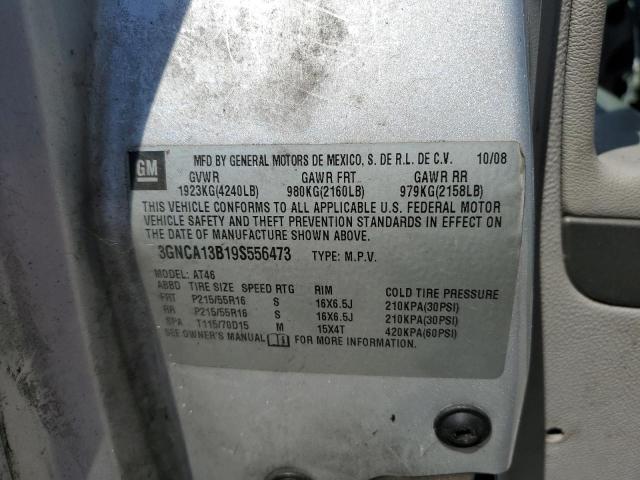 GM
MFD BY GENERAL MOTORS DE MEXICO, S. DE R.L. DE C.V. 10/08
GVWR GAWR FRT GAWR RR
1923KG(4240LB) 980KG(2160LB) 979KG(2158LB)
THIS VEHICLE CONFORMS TO ALL APPLICABLE U.S. FEDERAL MOTOR
VEHICLE SAFETY AND THEFT PREVENTION STANDARDS IN EFFECT ON
THE DATE OF MANUFACTURE SHOWN ABOVE.
3GNCA13B19S556473 TYPE: M.P.V.
MODEL: AT46
ABBD TIRE SIZE SPEED RTG RIM COLD TIRE PRESSURE
FRT P215/55R16 S 16X6.5J 210KPA(30PSI)
RR P215/55R16 S 16X6.5J 210KPA(30PSI)
SPA T115/70D15 M 15X4T 420KPA(60PSI)
SEE OWNER'S MANUAL FOR MORE INFORMATION.